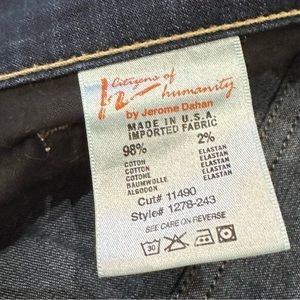 Citizens of
humanity
by Jerome Dahan
MADE IN U.S.A.
IMPORTED FABRIC
98% 2%
COTON ELASTAN
COTTON ELASTAN
COTONE ELASTAN
BAUMWOLLE ELASTAN
ALGODON ELASTAN
Cut# 11490
Style# 1278-243
SEE CARE ON REVERSE
30